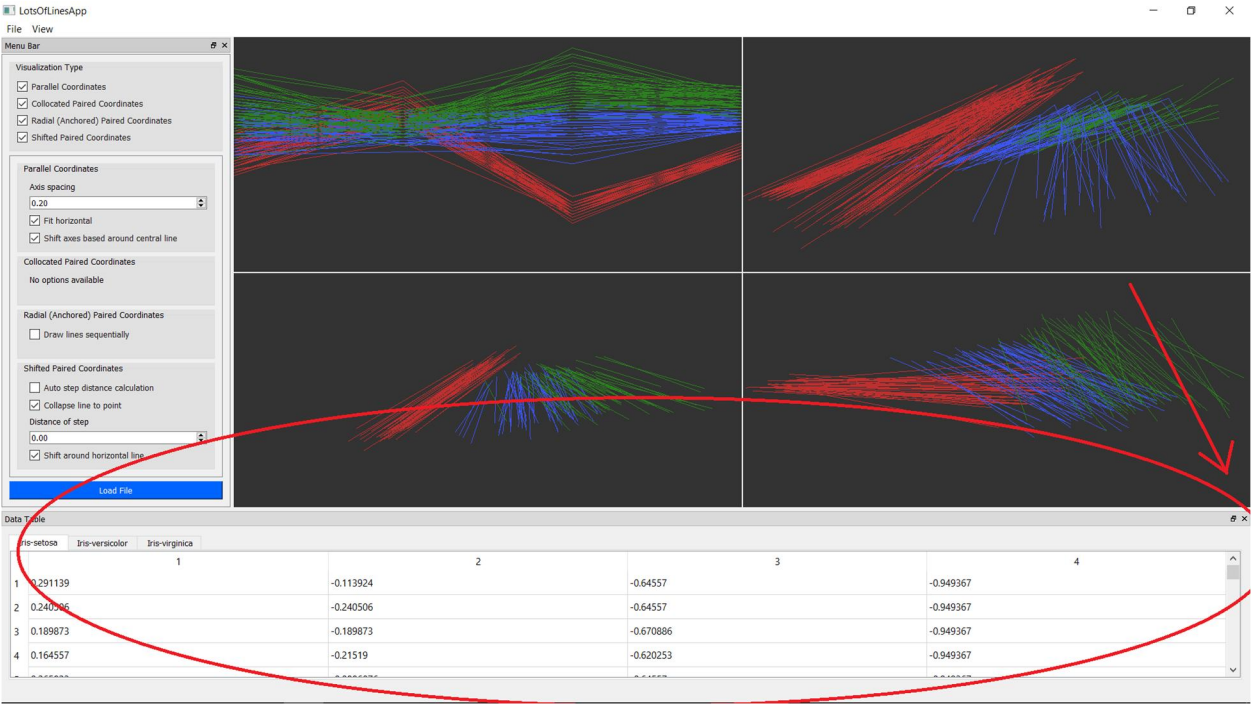 LotsOfLinesApp
File View
Menu Bar
Visualization Type
Parallel Coordinates
Collocated Paired Coordinates
Radial (Anchored) Paired Coordinates
Shifted Paired Coordinates
Parallel Coordinates
Axis spacing
0.20
Fit horizontal
Shift axes based around central line
Collocated Paired Coordinates
No options available
Radial (Anchored) Paired Coordinates
Draw lines sequentially
Shifted Paired Coordinates
Auto step distance calculation
Collapse line to point
Distance of step
0.00
Shift around horizontal line
Load File
Data Table
Iris-setosa Iris-versicolor Iris-virginica
1 2 3 4
1 0.291139 -0.113924 -0.64557 -0.949367
2 0.240506 -0.240506 -0.64557 -0.949367
3 0.189873 -0.189873 -0.670886 -0.949367
4 0.164557 -0.21519 -0.620253 -0.949367